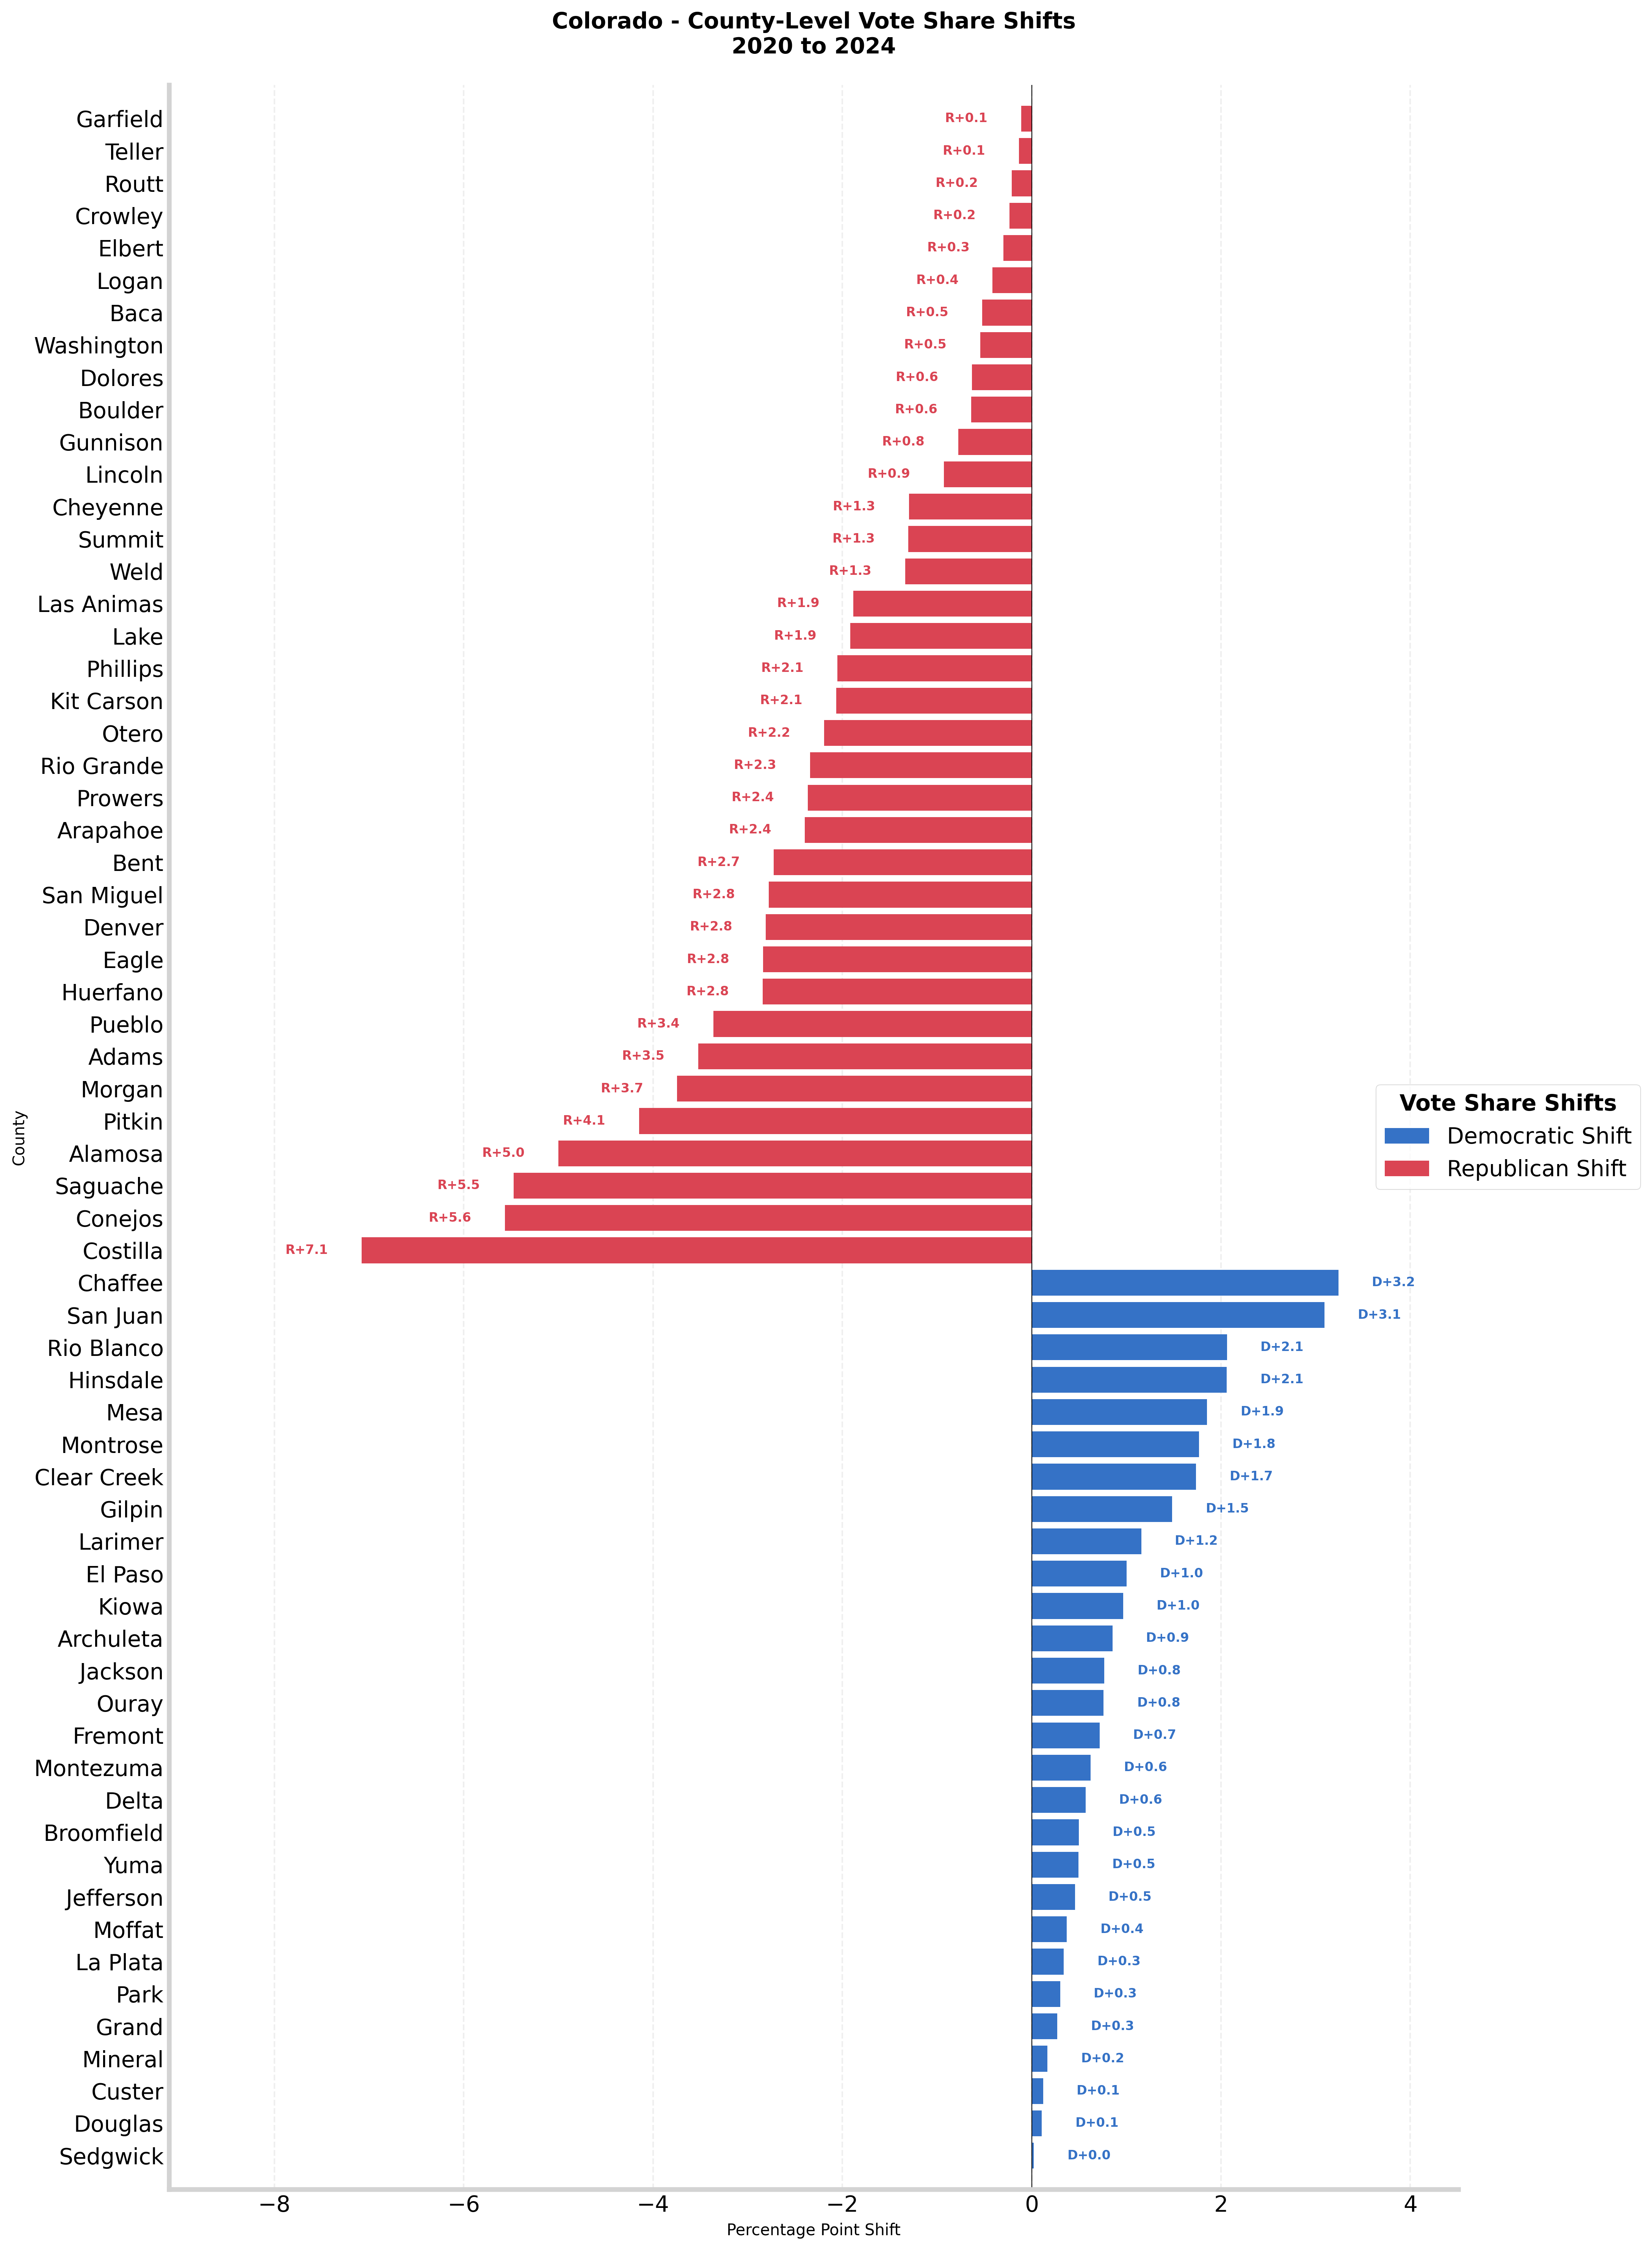 Colorado - County-Level Vote Share Shifts
2020 to 2024
Garfield R+0.1
Teller R+0.1
Routt R+0.2
Crowley R+0.2
Elbert R+0.3
Logan R+0.4
Baca R+0.5
Washington R+0.5
Dolores R+0.6
Boulder R+0.6
Gunnison R+0.8
Lincoln R+0.9
Cheyenne R+1.3
Summit R+1.3
Weld R+1.3
Las Animas R+1.9
Lake R+1.9
Phillips R+2.1
Kit Carson R+2.1
Otero R+2.2
Rio Grande R+2.3
Prowers R+2.4
Arapahoe R+2.4
Bent R+2.7
San Miguel R+2.8
Denver R+2.8
Eagle R+2.8
Huerfano R+2.8
Pueblo R+3.4
Adams R+3.5
Morgan R+3.7
Pitkin R+4.1
Alamosa R+5.0
Saguache R+5.5
Conejos R+5.6
Costilla R+7.1
Chaffee D+3.2
San Juan D+3.1
Rio Blanco D+2.1
Hinsdale D+2.1
Mesa D+1.9
Montrose D+1.8
Clear Creek D+1.7
Gilpin D+1.5
Larimer D+1.2
El Paso D+1.0
Kiowa D+1.0
Archuleta D+0.9
Jackson D+0.8
Ouray D+0.8
Fremont D+0.7
Montezuma D+0.6
Delta D+0.6
Broomfield D+0.5
Yuma D+0.5
Jefferson D+0.5
Moffat D+0.4
La Plata D+0.3
Park D+0.3
Grand D+0.3
Mineral D+0.2
Custer D+0.1
Douglas D+0.1
Sedgwick D+0.0
County
Vote Share Shifts
Democratic Shift
Republican Shift
−8 −6 −4 −2 0 2 4
Percentage Point Shift